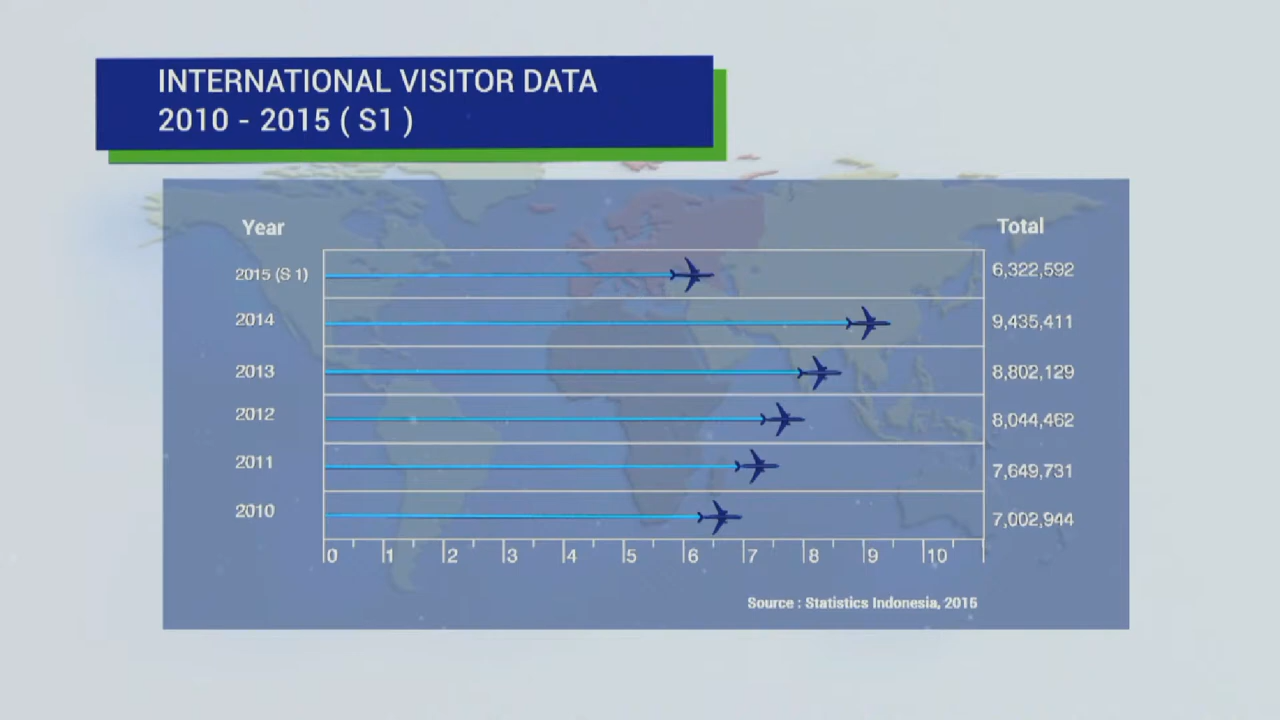 INTERNATIONAL VISITOR DATA
2010 - 2015 ( S1 )
Year Total
2015 (S 1) 6,322,592
2014 9,435,411
2013 8,802,129
2012 8,044,462
2011 7,649,731
2010 7,002,944
0 1 2 3 4 5 6 7 8 9 10
Source : Statistics Indonesia, 2015